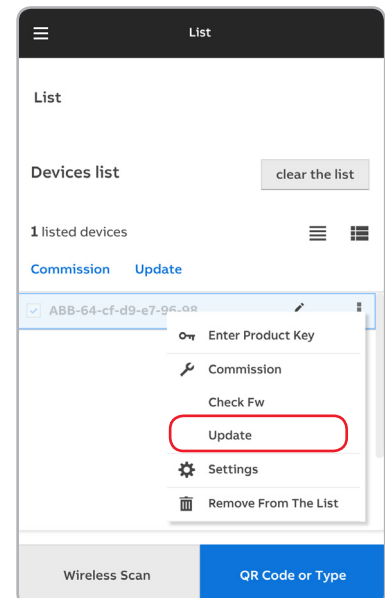 List
List
Devices list
clear the list
1 listed devices
Commission Update
ABB-64-cf-d9-e7-96-98
Enter Product Key
Commission
Check Fw
Update
Settings
Remove From The List
Wireless Scan
QR Code or Type